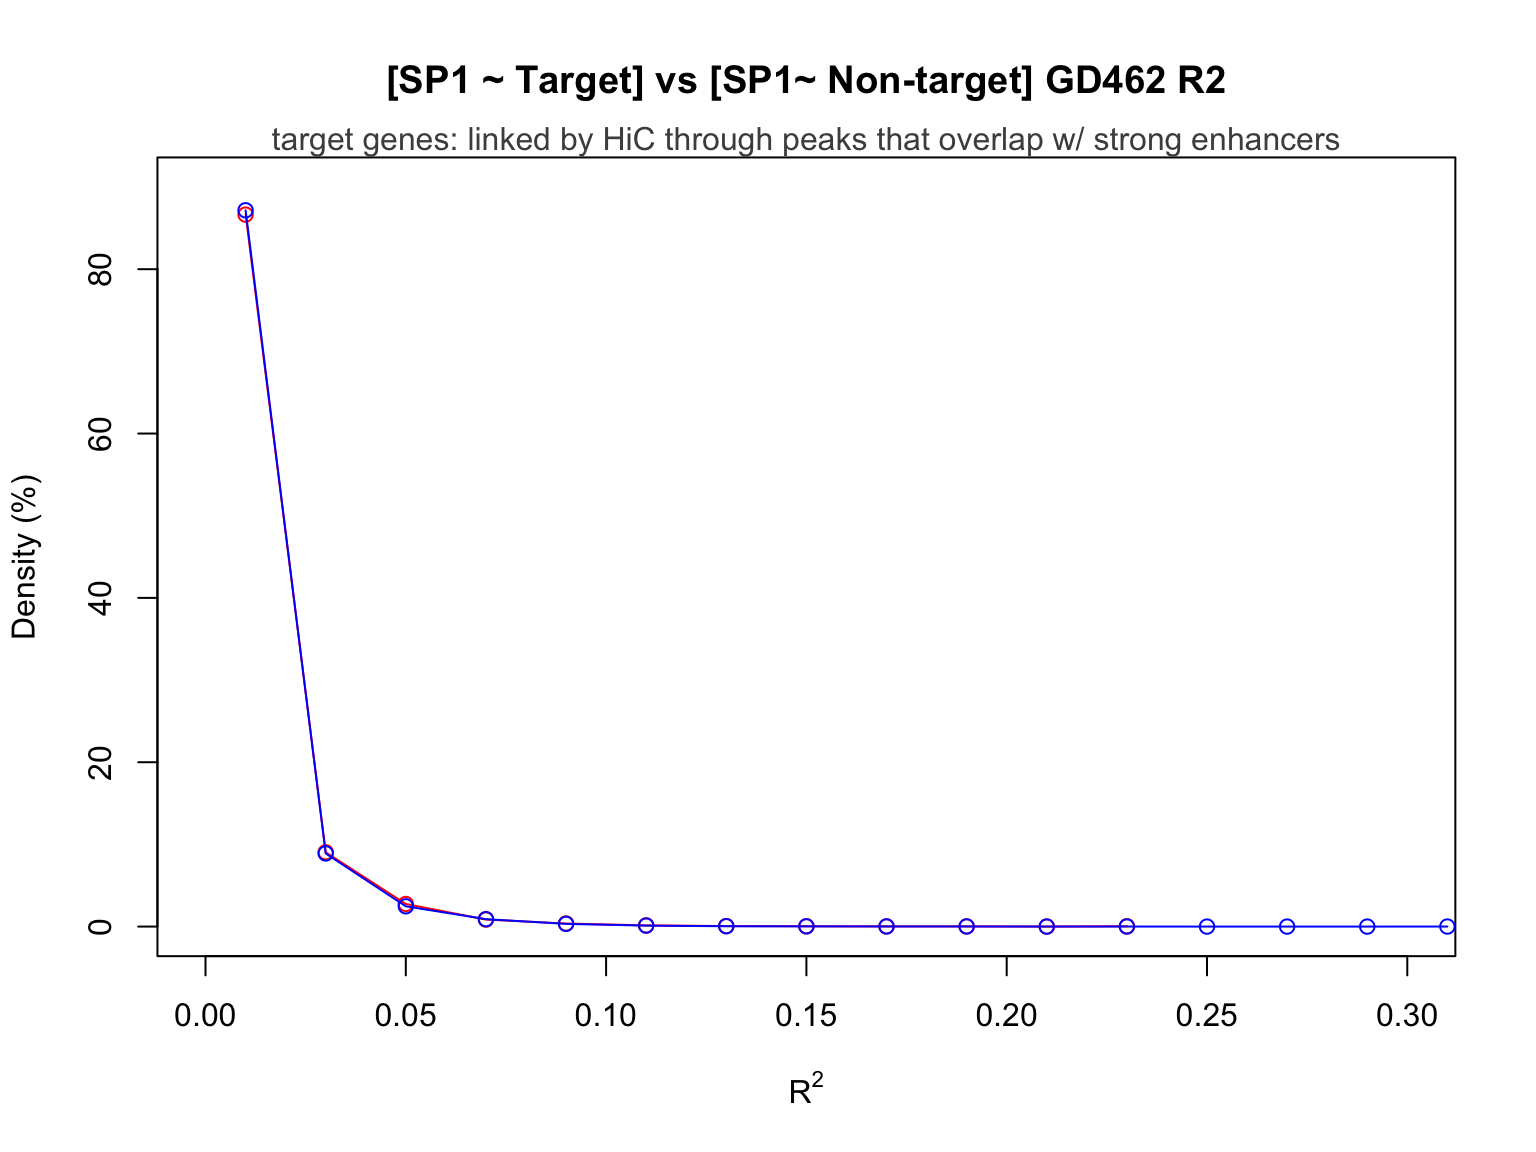 [SP1 ~ Target] vs [SP1~ Non-target] GD462 R2
target genes: linked by HiC through peaks that overlap w/ strong enhancers
Density (%)
80
60
40
20
0
0.00 0.05 0.10 0.15 0.20 0.25 0.30
R²